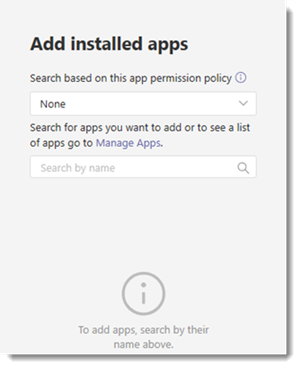 Add installed apps
Search based on this app permission policy
None
Search for apps you want to add or to see a list
of apps go to Manage Apps.
Search by name
To add apps, search by their
name above.